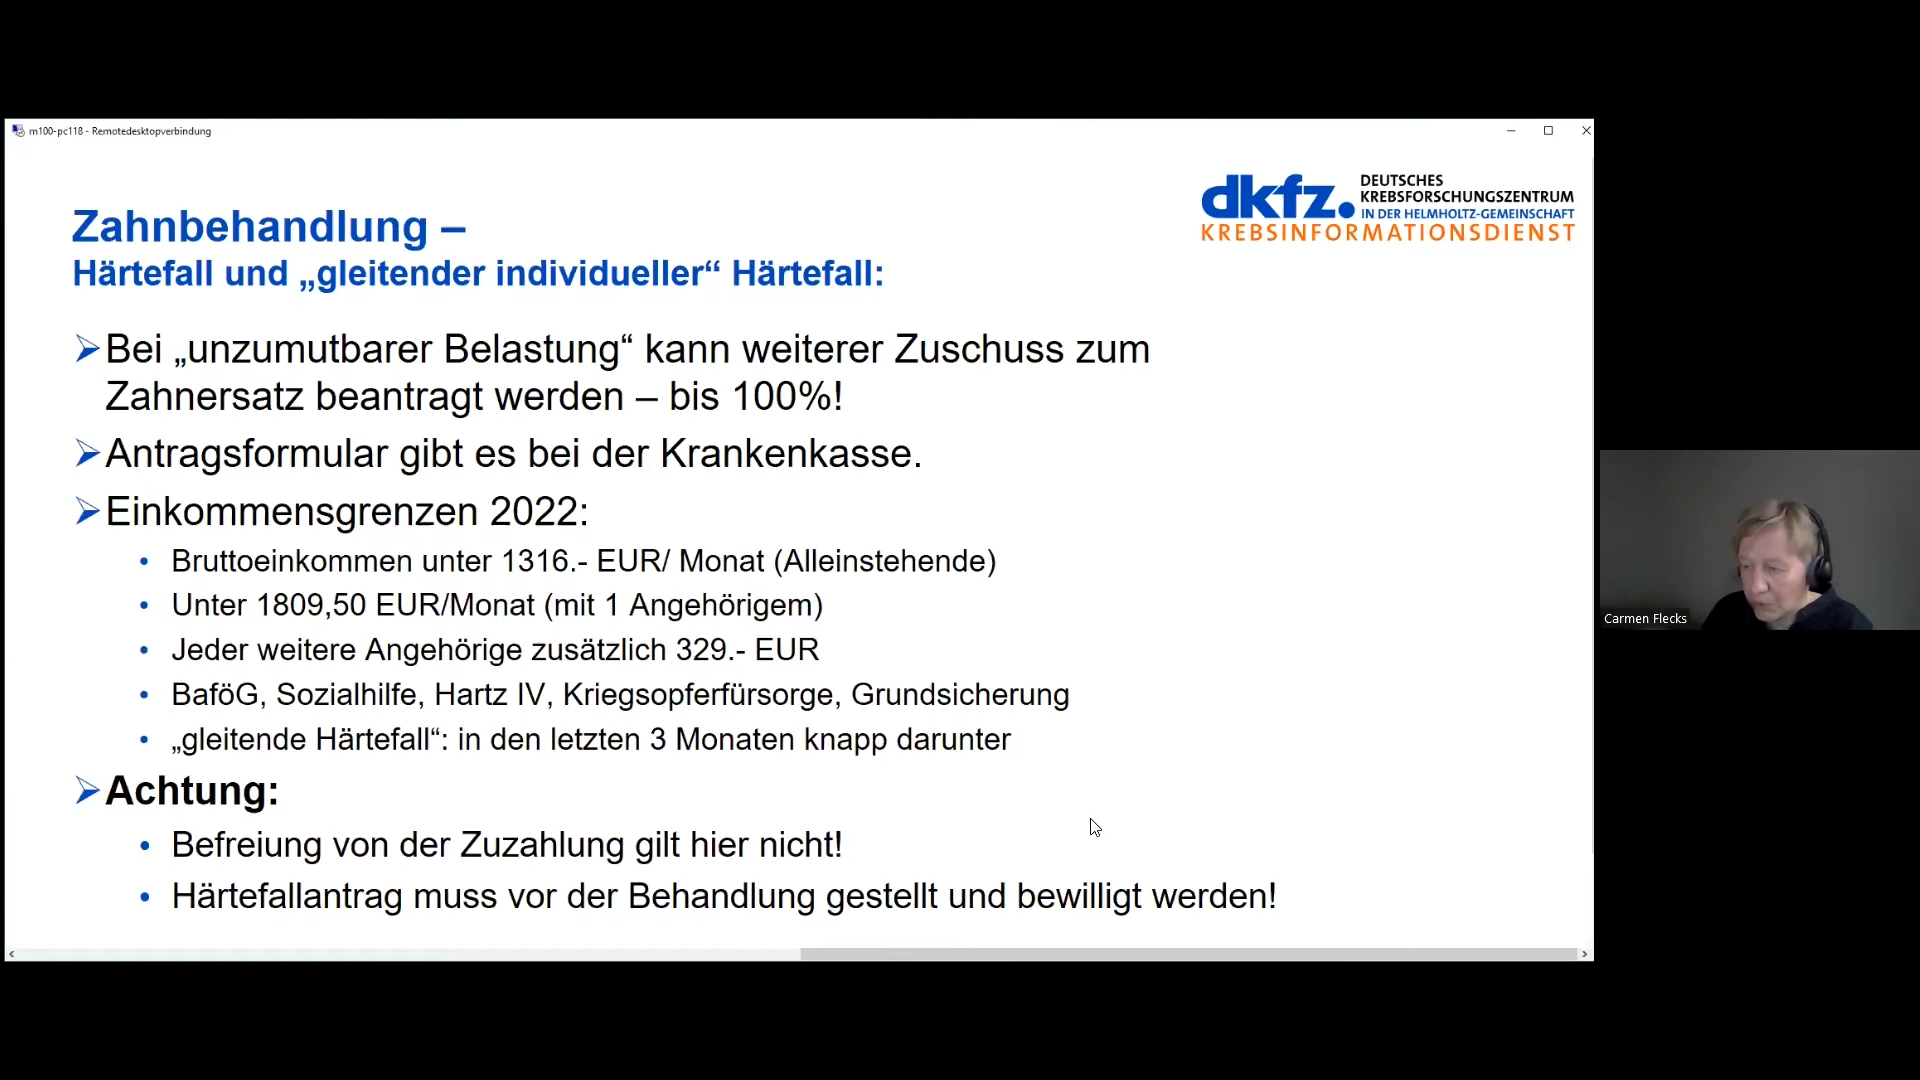 m100-pc118 - Remotedesktopverbindung
dkfz.
DEUTSCHES
KREBSFORSCHUNGSZENTRUM
IN DER HELMHOLTZ-GEMEINSCHAFT
KREBSINFORMATIONSDIENST
Zahnbehandlung –
Härtefall und „gleitender individueller“ Härtefall:
Bei „unzumutbarer Belastung“ kann weiterer Zuschuss zum
Zahnersatz beantragt werden – bis 100%!
Antragsformular gibt es bei der Krankenkasse.
Einkommensgrenzen 2022:
• Bruttoeinkommen unter 1316.- EUR/ Monat (Alleinstehende)
• Unter 1809,50 EUR/Monat (mit 1 Angehörigem)
• Jeder weitere Angehörige zusätzlich 329.- EUR
• BaföG, Sozialhilfe, Hartz IV, Kriegsopferfürsorge, Grundsicherung
• „gleitende Härtefall“: in den letzten 3 Monaten knapp darunter
Achtung:
• Befreiung von der Zuzahlung gilt hier nicht!
• Härtefallantrag muss vor der Behandlung gestellt und bewilligt werden!
Carmen Flecks